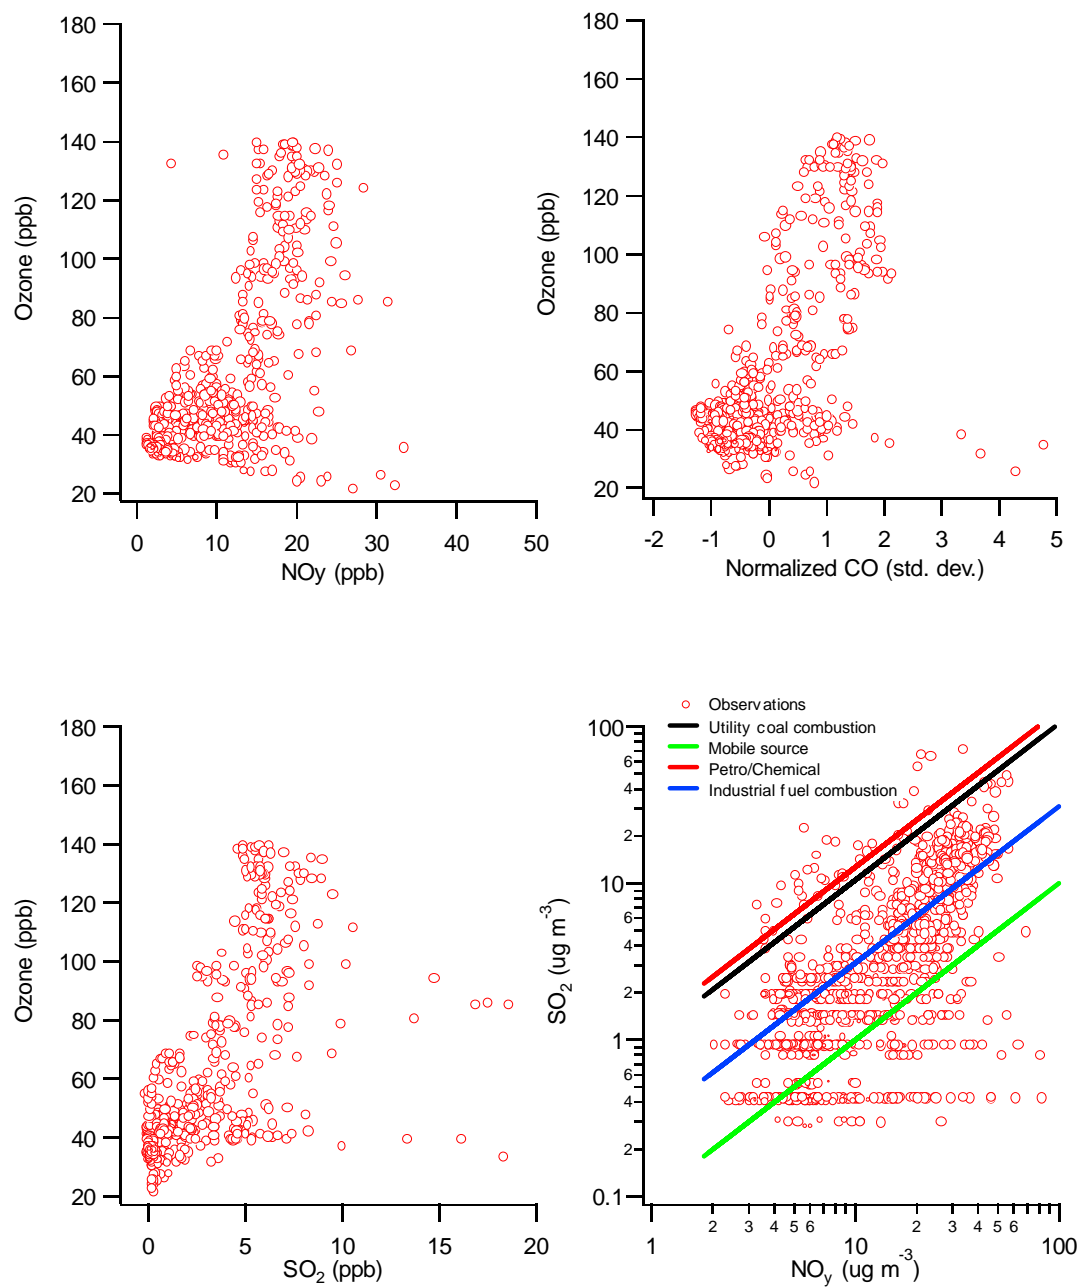 180
160
140
120
100
80
60
40
20
Ozone (ppb)
0 10 20 30 40 50
NOy (ppb)
180
160
140
120
100
80
60
40
20
Ozone (ppb)
-2 -1 0 1 2 3 4 5
Normalized CO (std. dev.)
180
160
140
120
100
80
60
40
20
Ozone (ppb)
0 5 10 15 20
SO2 (ppb)
Observations
Utility coal combustion
Mobile source
Petro/Chemical
Industrial fuel combustion
100
6
4
2
10
6
4
2
1
6
4
2
0.1
SO2 (ug m-3)
2 3 4 5 6 2 3 4 5 6
1 10 100
NOy (ug m-3)